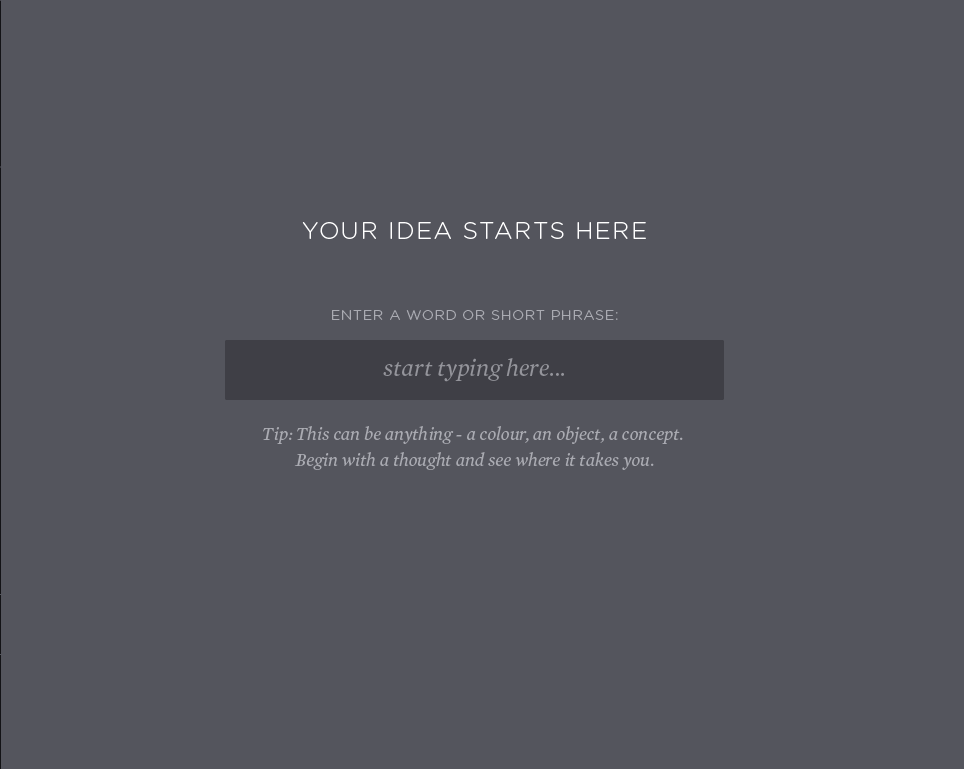 YOUR IDEA STARTS HERE
ENTER A WORD OR SHORT PHRASE:
start typing here...
Tip: This can be anything - a colour, an object, a concept.
Begin with a thought and see where it takes you.